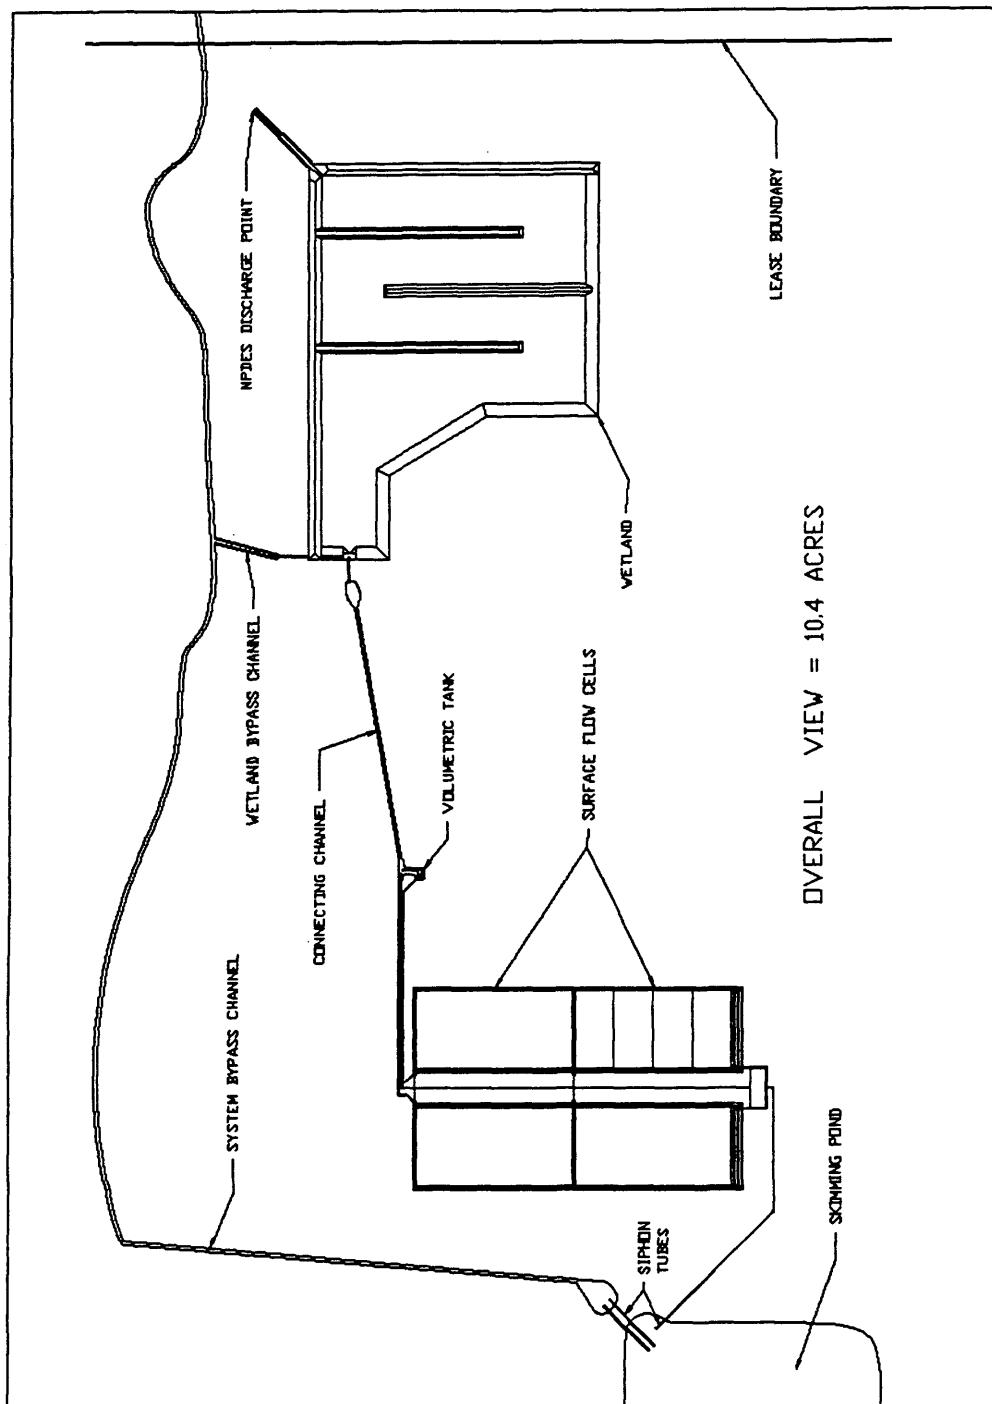 SYSTEM BYPASS CHANNEL
WETLAND BYPASS CHANNEL
NPDES DISCHARGE POINT
CONNECTING CHANNEL
VOLUMETRIC TANK
SIPHON
TUBES
SURFACE FLOW CELLS
WETLAND
LEASE BOUNDARY
SKIMMING POND
OVERALL VIEW = 10.4 ACRES